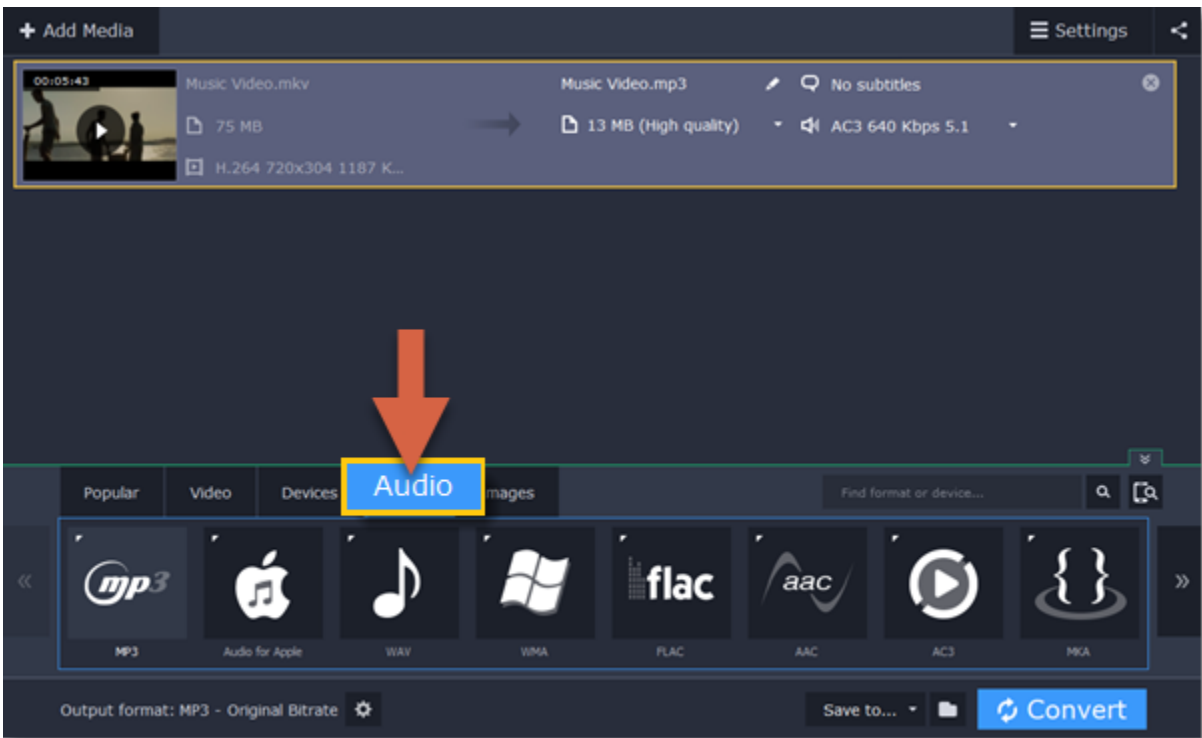 Add Media
Settings
00:05:43
Music Video.mkv
Music Video.mp3
No subtitles
75 MB
13 MB (High quality)
AC3 640 Kbps 5.1
H.264 720x304 1187 K...
Popular
Video
Devices
Audio
mages
Find format or device...
mp3
flac
aac
MP3
Audio for Apple
WAV
WMA
FLAC
AAC
AC3
MKA
Output format: MP3 - Original Bitrate
Save to...
Convert